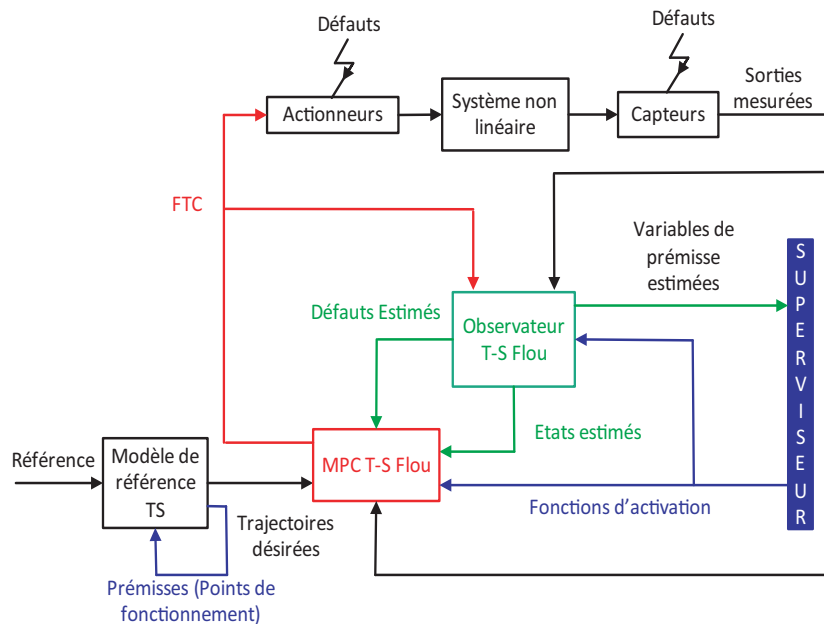 Défauts
Défauts
Actionneurs
Système non
linéaire
Capteurs
Sorties
mesurées
FTC
Variables de
prémisse
estimées
SUPERVISEUR
Défauts Estimés
Observateur
T-S Flou
Etats estimés
Référence
Modèle de
référence
TS
MPC T-S Flou
Fonctions d'activation
Trajectoires
désirées
Prémisses (Points de
fonctionnement)